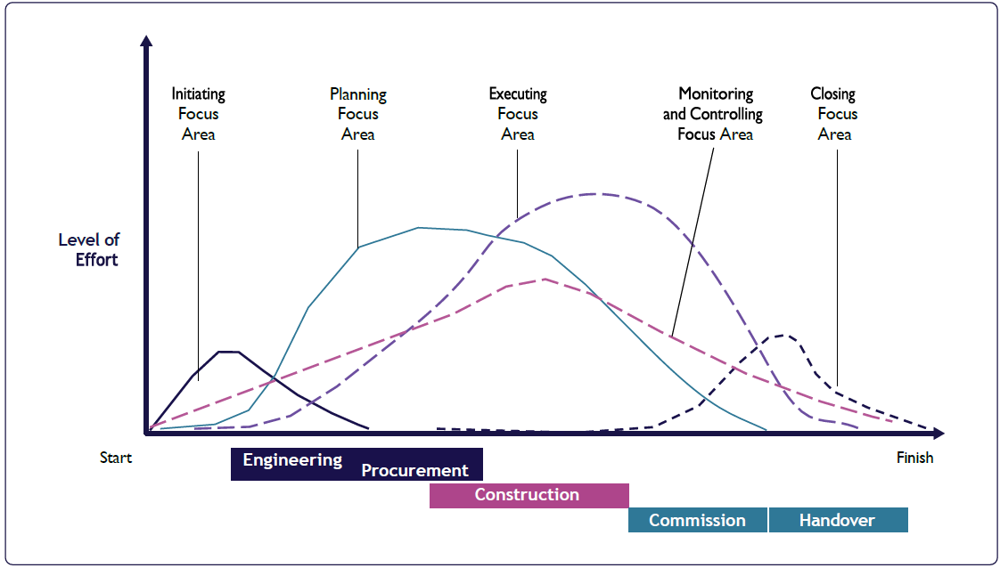 Initiating
Focus
Area
Planning
Focus
Area
Executing
Focus
Area
Monitoring
and Controlling
Focus Area
Closing
Focus
Area
Level of
Effort
Start
Finish
Engineering
Procurement
Construction
Commission
Handover